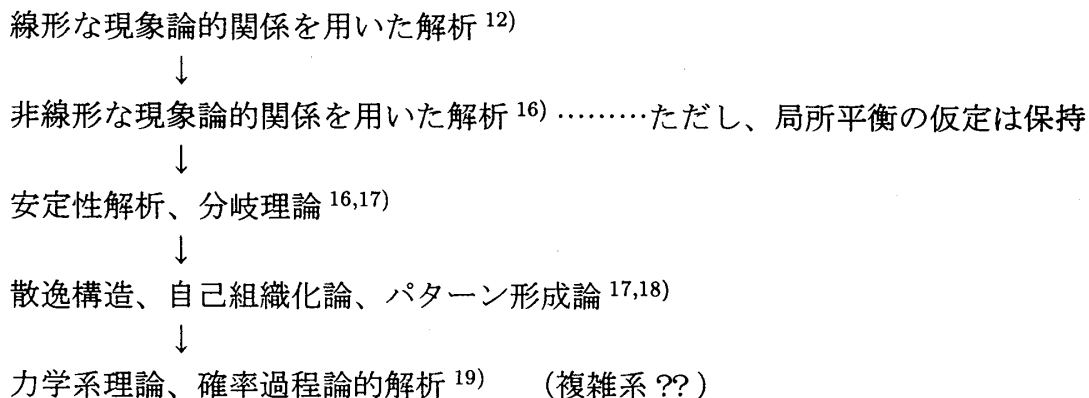 線形な現象論的関係を用いた解析 12)
↓
非線形な現象論的関係を用いた解析 16) ………ただし、局所平衡の仮定は保持
↓
安定性解析、分岐理論 16,17)
↓
散逸構造、自己組織化論、パターン形成論 17,18)
↓
力学系理論、確率過程論的解析 19) (複雑系 ??)